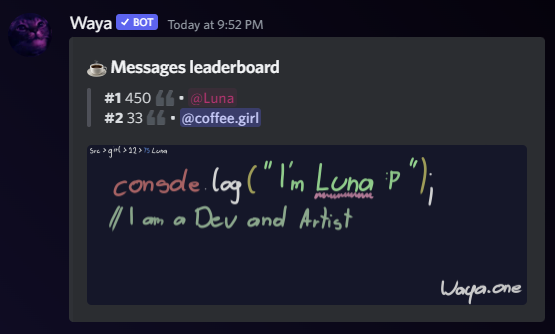 Waya ✓ BOT Today at 9:52 PM
☕ Messages leaderboard
#1 450 • @Luna
#2 33 • @coffee.girl
Src > girl > 22 > TS Luna
console.log("I'm Luna :P");
// I am a Dev and Artist
Waya.one